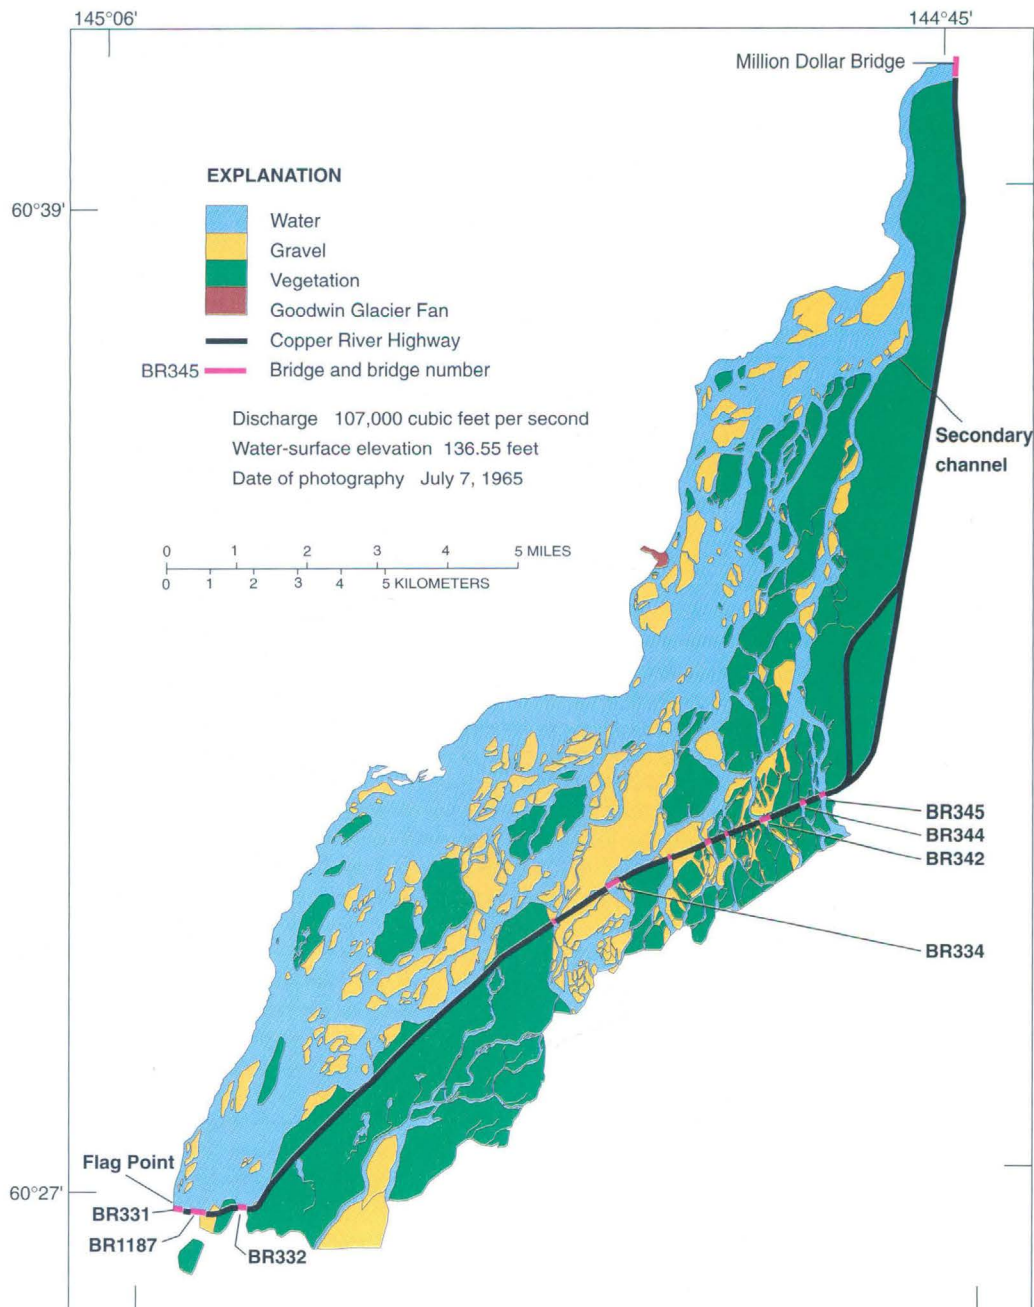 145°06'
144°45'
Million Dollar Bridge
EXPLANATION
60°39'
Water
Gravel
Vegetation
Goodwin Glacier Fan
Copper River Highway
BR345
Bridge and bridge number
Discharge 107,000 cubic feet per second
Water-surface elevation 136.55 feet
Date of photography July 7, 1965
Secondary
channel
0 1 2 3 4 5 MILES
0 1 2 3 4 5 KILOMETERS
BR345
BR344
BR342
BR334
Flag Point
60°27'
BR331
BR1187
BR332